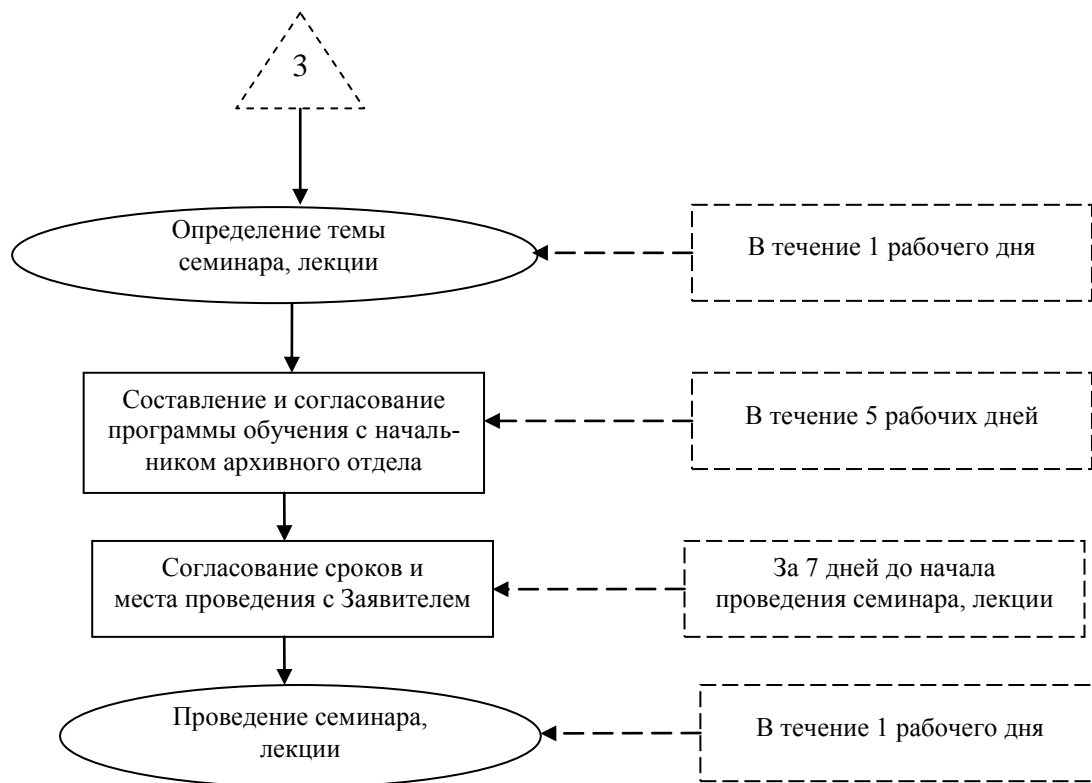 3
Определение темы
семинара, лекции
В течение 1 рабочего дня
Составление и согласование
программы обучения с началь-
ником архивного отдела
В течение 5 рабочих дней
Согласование сроков и
места проведения с Заявителем
За 7 дней до начала
проведения семинара, лекции
Проведение семинара,
лекции
В течение 1 рабочего дня